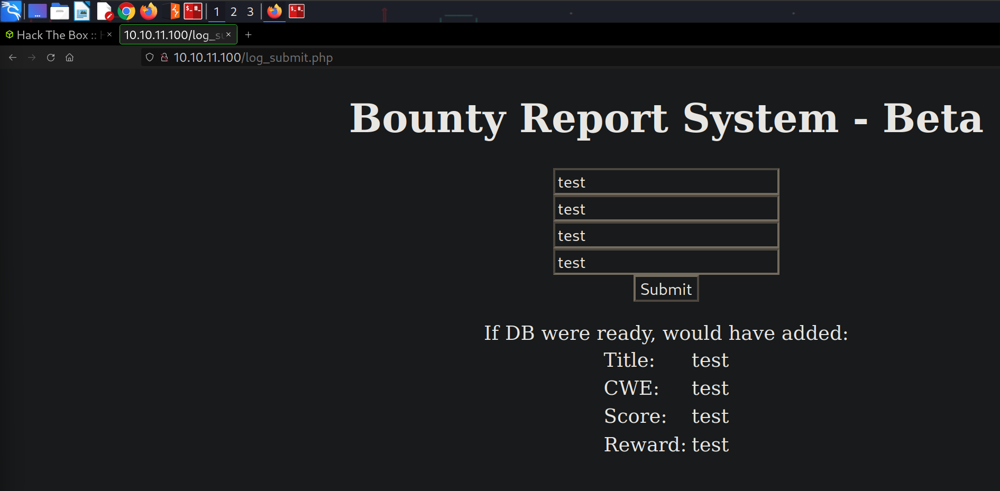 1 2 3
Hack The Box ::
10.10.11.100/log_su
10.10.11.100/log_submit.php
Bounty Report System - Beta
test
test
test
test
Submit
If DB were ready, would have added:
Title: test
CWE: test
Score: test
Reward: test